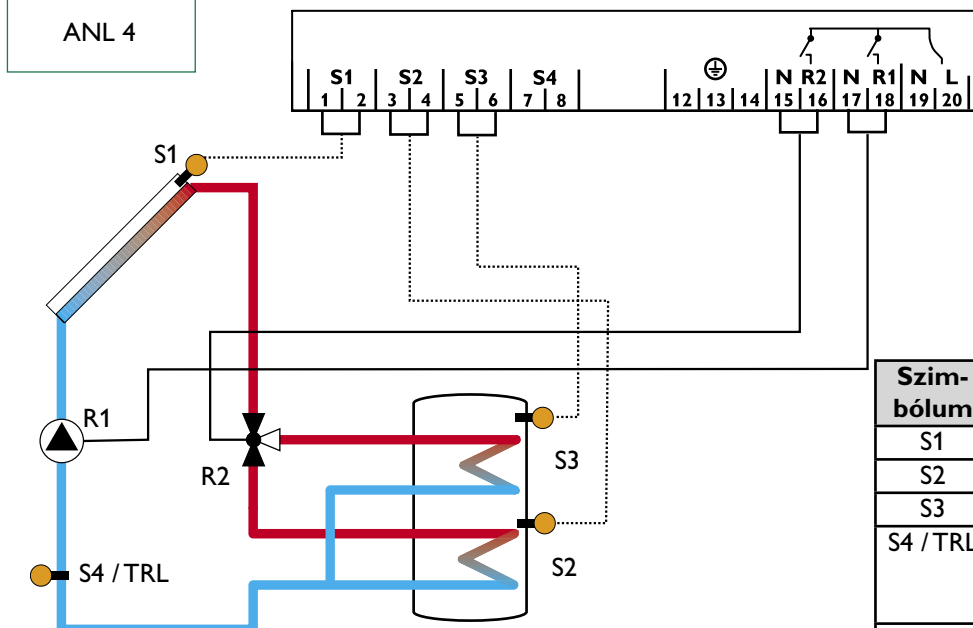 ANL 4
S1 S2 S3 S4 N R2 N R1 N L
1 2 3 4 5 6 7 8 12 13 14 15 16 17 18 19 20
S1
R1
R2
S3
S2
S4 / TRL
Szim-
bólum
S1
S2
S3
S4 / TRL